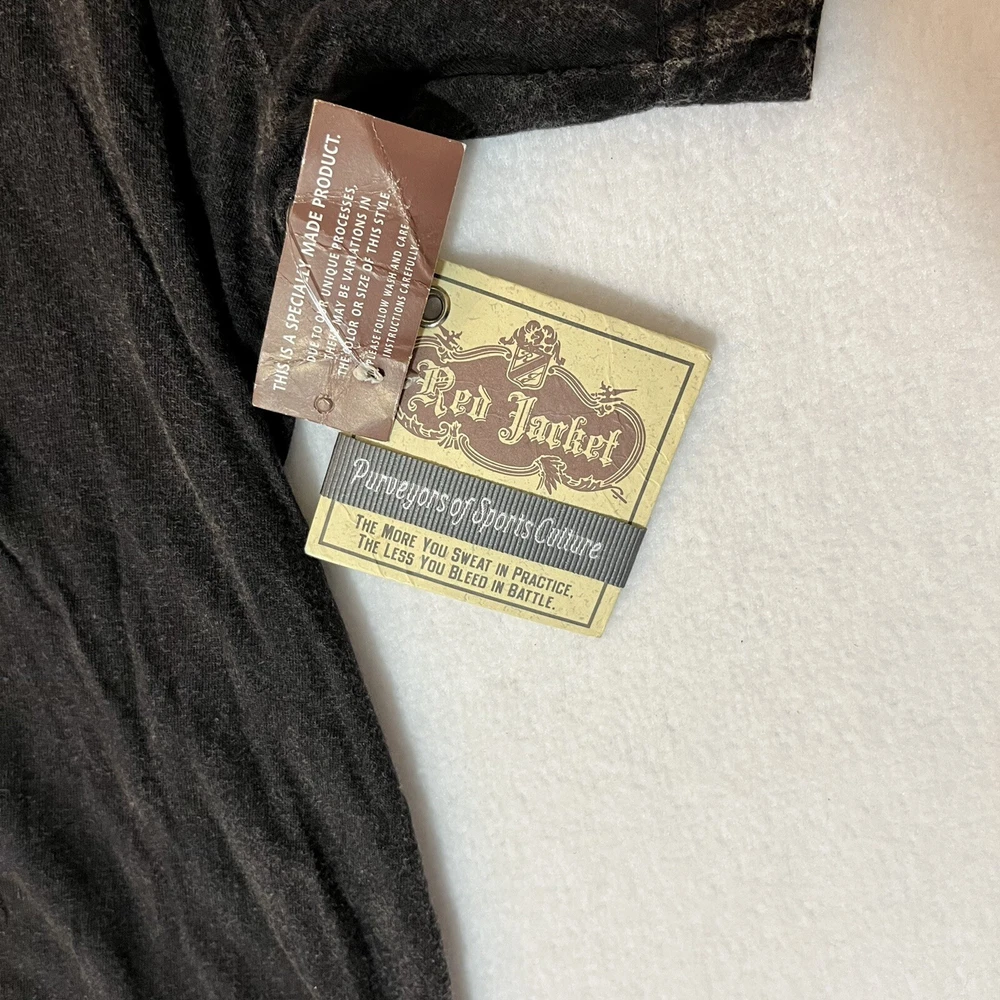 THIS IS A SPECIALLY MADE PRODUCT.
DUE TO OUR UNIQUE PROCESSES,
THERE MAY BE VARIATIONS IN
THE COLOR OR SIZE OF THIS STYLE.
PLEASE FOLLOW WASH AND CARE
INSTRUCTIONS CAREFULLY.
Red Jacket
Purveyors of Sports Culture
THE MORE YOU SWEAT IN PRACTICE,
THE LESS YOU BLEED IN BATTLE.